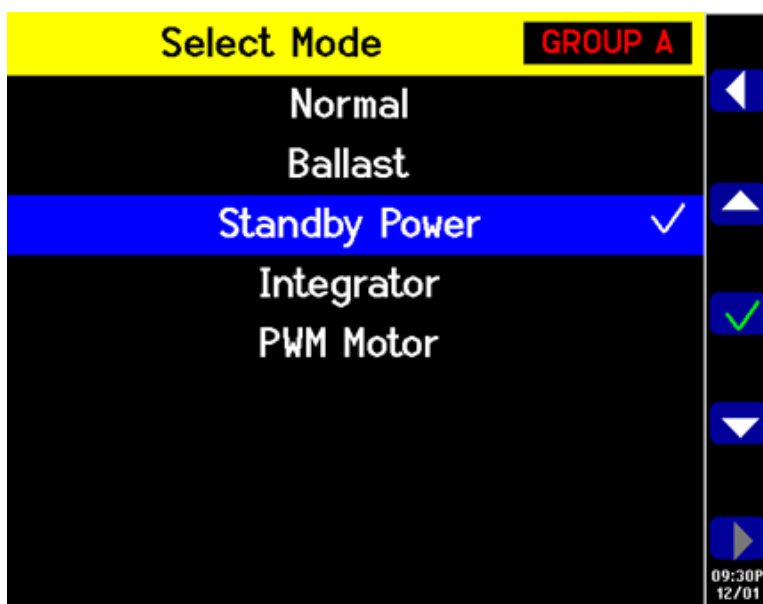 Select Mode GROUP A
Normal
Ballast
Standby Power
Integrator
PWM Motor
09:30P
12/01